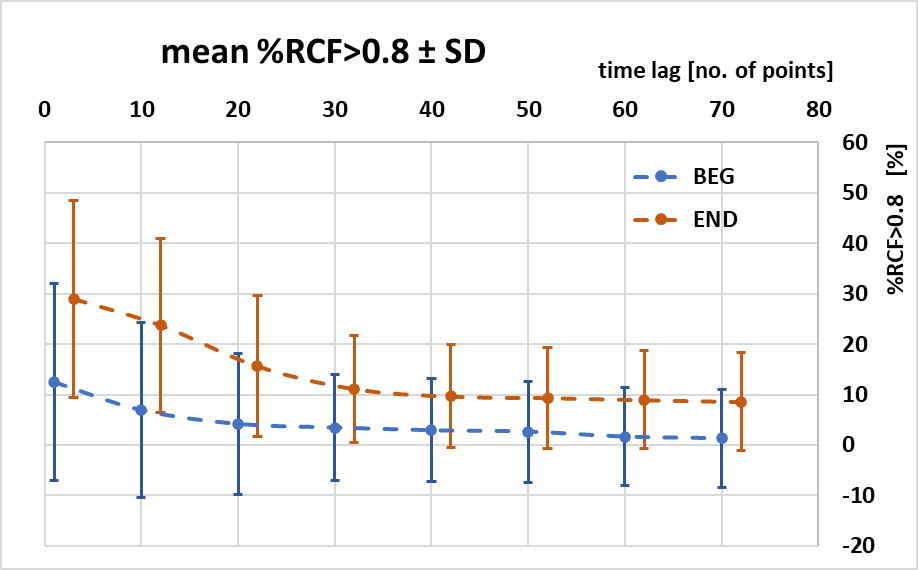 mean %RCF>0.8 ± SD
time lag [no. of points]
0 10 20 30 40 50 60 70 80
60
50
40
30
20
10
0
-10
-20
%RCF>0.8 [%]
BEG
END